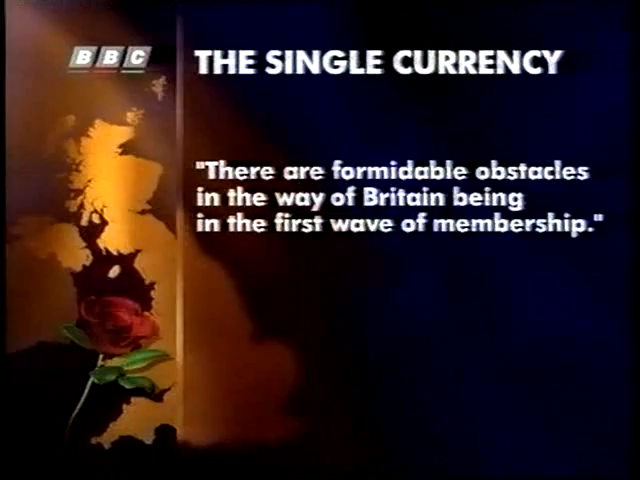 BBC
THE SINGLE CURRENCY
"There are formidable obstacles
in the way of Britain being
in the first wave of membership."